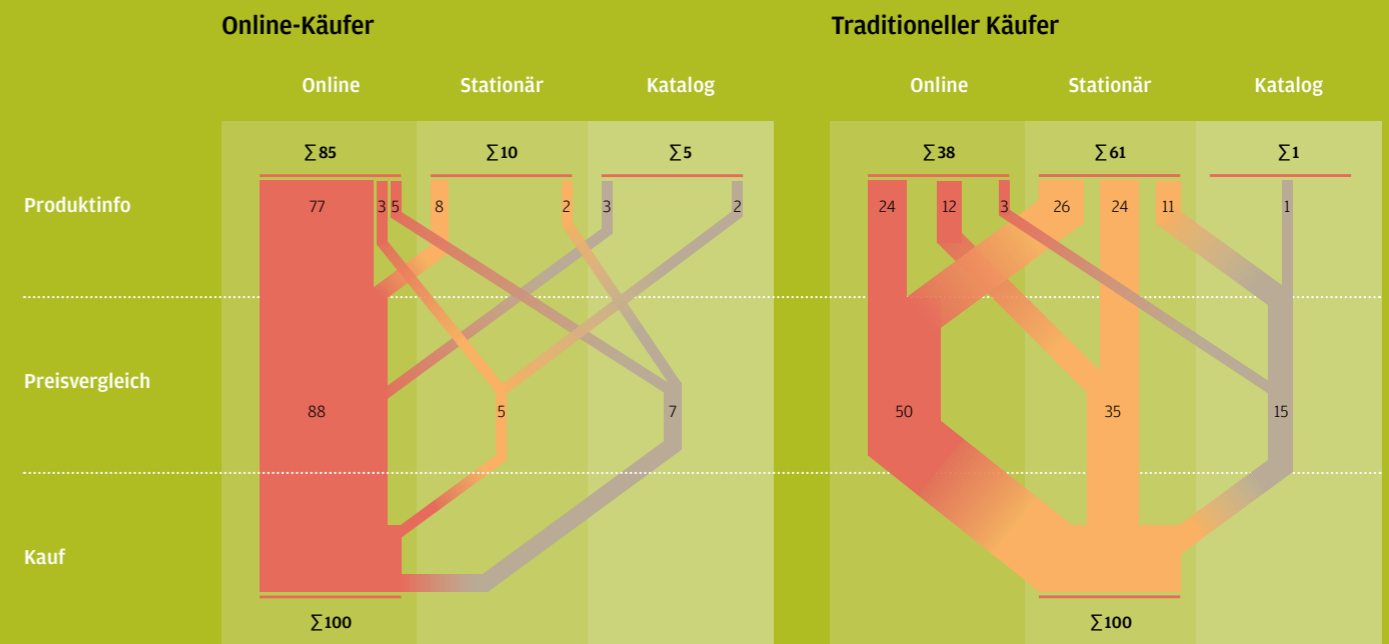 Online-Käufer Traditioneller Käufer
Online Stationär Katalog Online Stationär Katalog
∑85 ∑10 ∑5 ∑38 ∑61 ∑1
Produktinfo 77 3 5 8 2 3 2 24 12 3 26 24 11 1
Preisvergleich
88 5 7 50 35 15
Kauf
∑100 ∑100